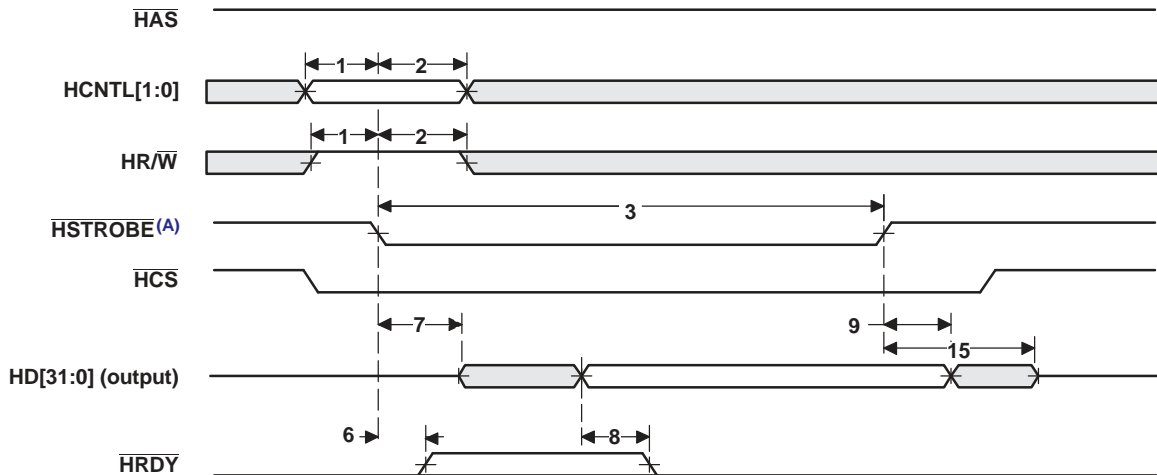 HAS
1 2
HCNTL[1:0]
1 2
HR/W
3
HSTROBE(A)
HCS
7 9
15
HD[31:0] (output)
6 8
HRDY